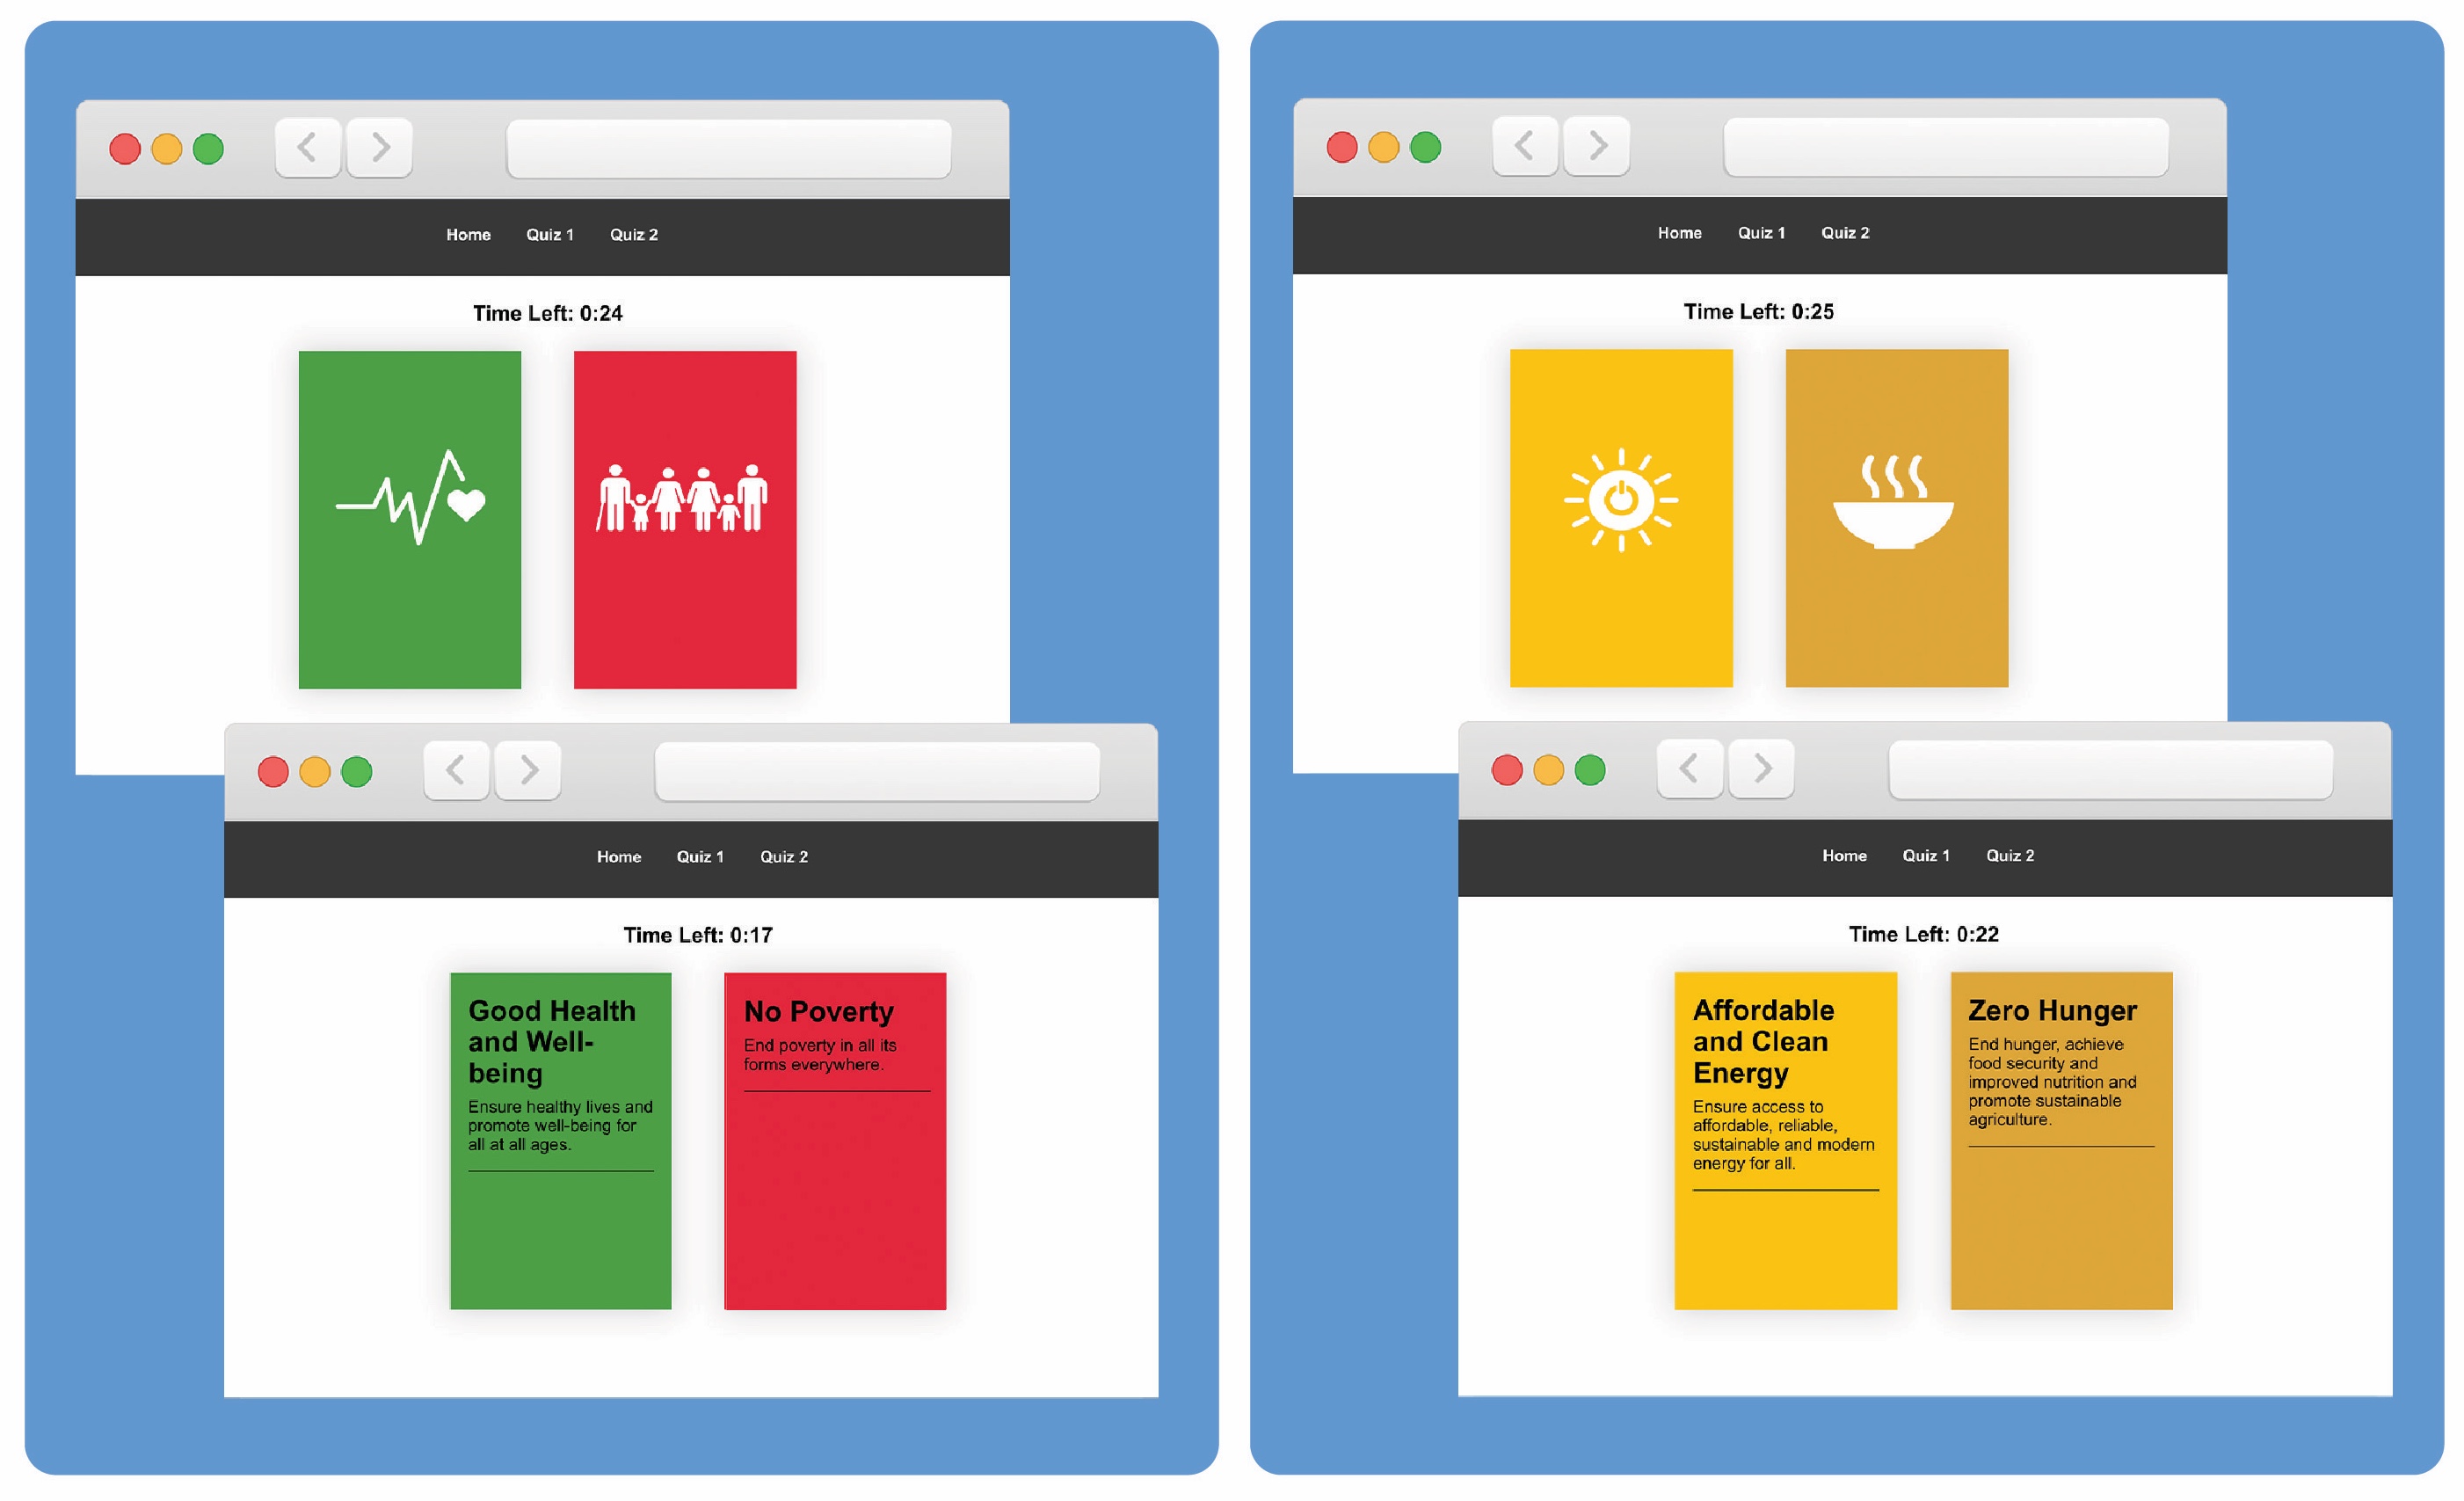 Home Quiz 1 Quiz 2
Time Left: 0:24
Home Quiz 1 Quiz 2
Time Left: 0:17
Good Health
and Well-
being
Ensure healthy lives and
promote well-being for
all at all ages.
No Poverty
End poverty in all its
forms everywhere.
Home Quiz 1 Quiz 2
Time Left: 0:25
Home Quiz 1 Quiz 2
Time Left: 0:22
Affordable
and Clean
Energy
Ensure access to
affordable, reliable,
sustainable and modern
energy for all.
Zero Hunger
End hunger, achieve
food security and
improved nutrition and
promote sustainable
agriculture.